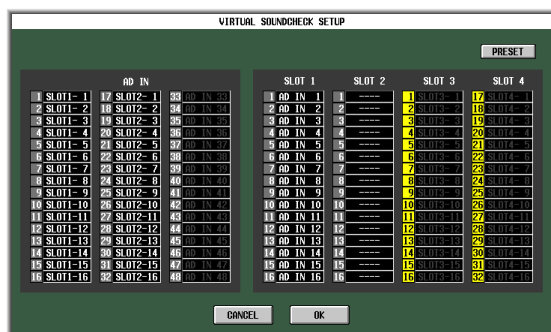 VIRTUAL SOUNDCHECK SETUP
PRESET
AD IN
1 SLOT1- 1 17 SLOT2- 1 33 AD IN 33
2 SLOT1- 2 18 SLOT2- 2 34 AD IN 34
3 SLOT1- 3 19 SLOT2- 3 35 AD IN 35
4 SLOT1- 4 20 SLOT2- 4 36 AD IN 36
5 SLOT1- 5 21 SLOT2- 5 37 AD IN 37
6 SLOT1- 6 22 SLOT2- 6 38 AD IN 38
7 SLOT1- 7 23 SLOT2- 7 39 AD IN 39
8 SLOT1- 8 24 SLOT2- 8 40 AD IN 40
9 SLOT1- 9 25 SLOT2- 9 41 AD IN 41
10 SLOT1-10 26 SLOT2-10 42 AD IN 42
11 SLOT1-11 27 SLOT2-11 43 AD IN 43
12 SLOT1-12 28 SLOT2-12 44 AD IN 44
13 SLOT1-13 29 SLOT2-13 45 AD IN 45
14 SLOT1-14 30 SLOT2-14 46 AD IN 46
15 SLOT1-15 31 SLOT2-15 47 AD IN 47
16 SLOT1-16 32 SLOT2-16 48 AD IN 48
SLOT 1 SLOT 2 SLOT 3 SLOT 4
1 AD IN 1 1 ---- 1 SLOT3- 1 17 SLOT4- 1
2 AD IN 2 2 ---- 2 SLOT3- 2 18 SLOT4- 2
3 AD IN 3 3 ---- 3 SLOT3- 3 19 SLOT4- 3
4 AD IN 4 4 ---- 4 SLOT3- 4 20 SLOT4- 4
5 AD IN 5 5 ---- 5 SLOT3- 5 21 SLOT4- 5
6 AD IN 6 6 ---- 6 SLOT3- 6 22 SLOT4- 6
7 AD IN 7 7 ---- 7 SLOT3- 7 23 SLOT4- 7
8 AD IN 8 8 ---- 8 SLOT3- 8 24 SLOT4- 8
9 AD IN 9 9 ---- 9 SLOT3- 9 25 SLOT4- 9
10 AD IN 10 10 ---- 10 SLOT3-10 26 SLOT4-10
11 AD IN 11 11 ---- 11 SLOT3-11 27 SLOT4-11
12 AD IN 12 12 ---- 12 SLOT3-12 28 SLOT4-12
13 AD IN 13 13 ---- 13 SLOT3-13 29 SLOT4-13
14 AD IN 14 14 ---- 14 SLOT3-14 30 SLOT4-14
15 AD IN 15 15 ---- 15 SLOT3-15 31 SLOT4-15
16 AD IN 16 16 ---- 16 SLOT3-16 32 SLOT4-16
CANCEL OK